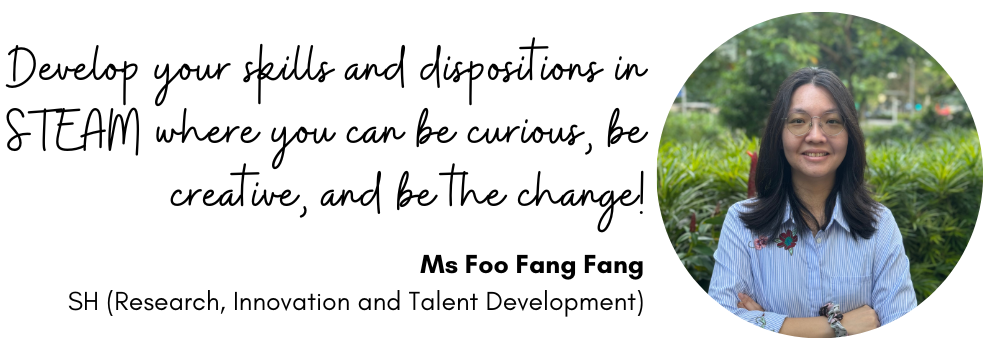 Develop your skills and dispositions in
STEAM where you can be curious, be
creative, and be the change!
Ms Foo Fang Fang
SH (Research, Innovation and Talent Development)